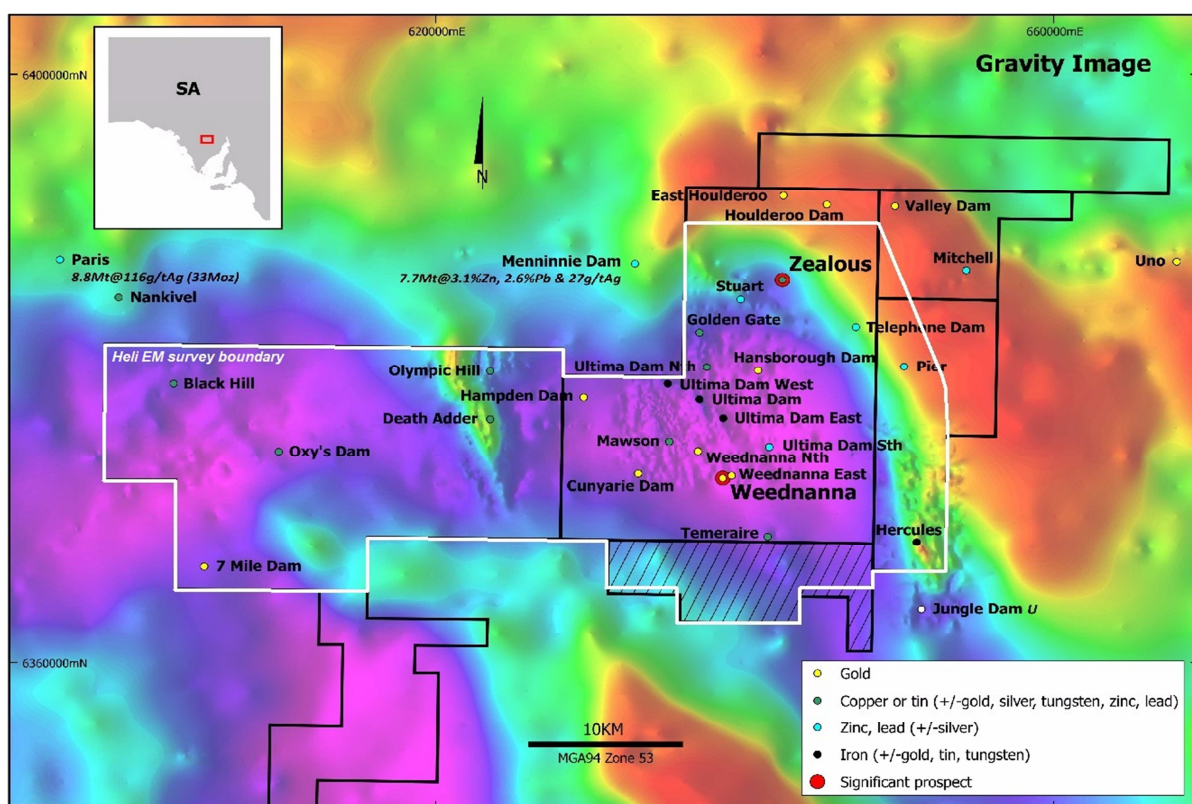 620000mE
660000mE
6400000mN
Gravity Image
SA
N
East Houlderoo
Houlderoo Dam
Valley Dam
Paris
8.8Mt@116g/tAg (33Moz)
Nankivel
Menninnie Dam
7.7Mt@3.1%Zn, 2.6%Pb & 27g/tAg
Zealous
Mitchell
Uno
Stuart
Golden Gate
Telephone Dam
Heli EM survey boundary
Hansborough Dam
Olympic Hill
Ultima Dam Nth
Pier
Black Hill
Ultima Dam West
Hampden Dam
Ultima Dam
Death Adder
Ultima Dam East
Mawson
Ultima Dam Sth
Oxy's Dam
Weednanna Nth
Cunyarie Dam
Weednanna East
Weednanna
Temeraire
Hercules
7 Mile Dam
Jungle Dam U
6360000mN
Gold
Copper or tin (+/-gold, silver, tungsten, zinc, lead)
Zinc, lead (+/-silver)
Iron (+/-gold, tin, tungsten)
Significant prospect
10KM
MGA94 Zone 53